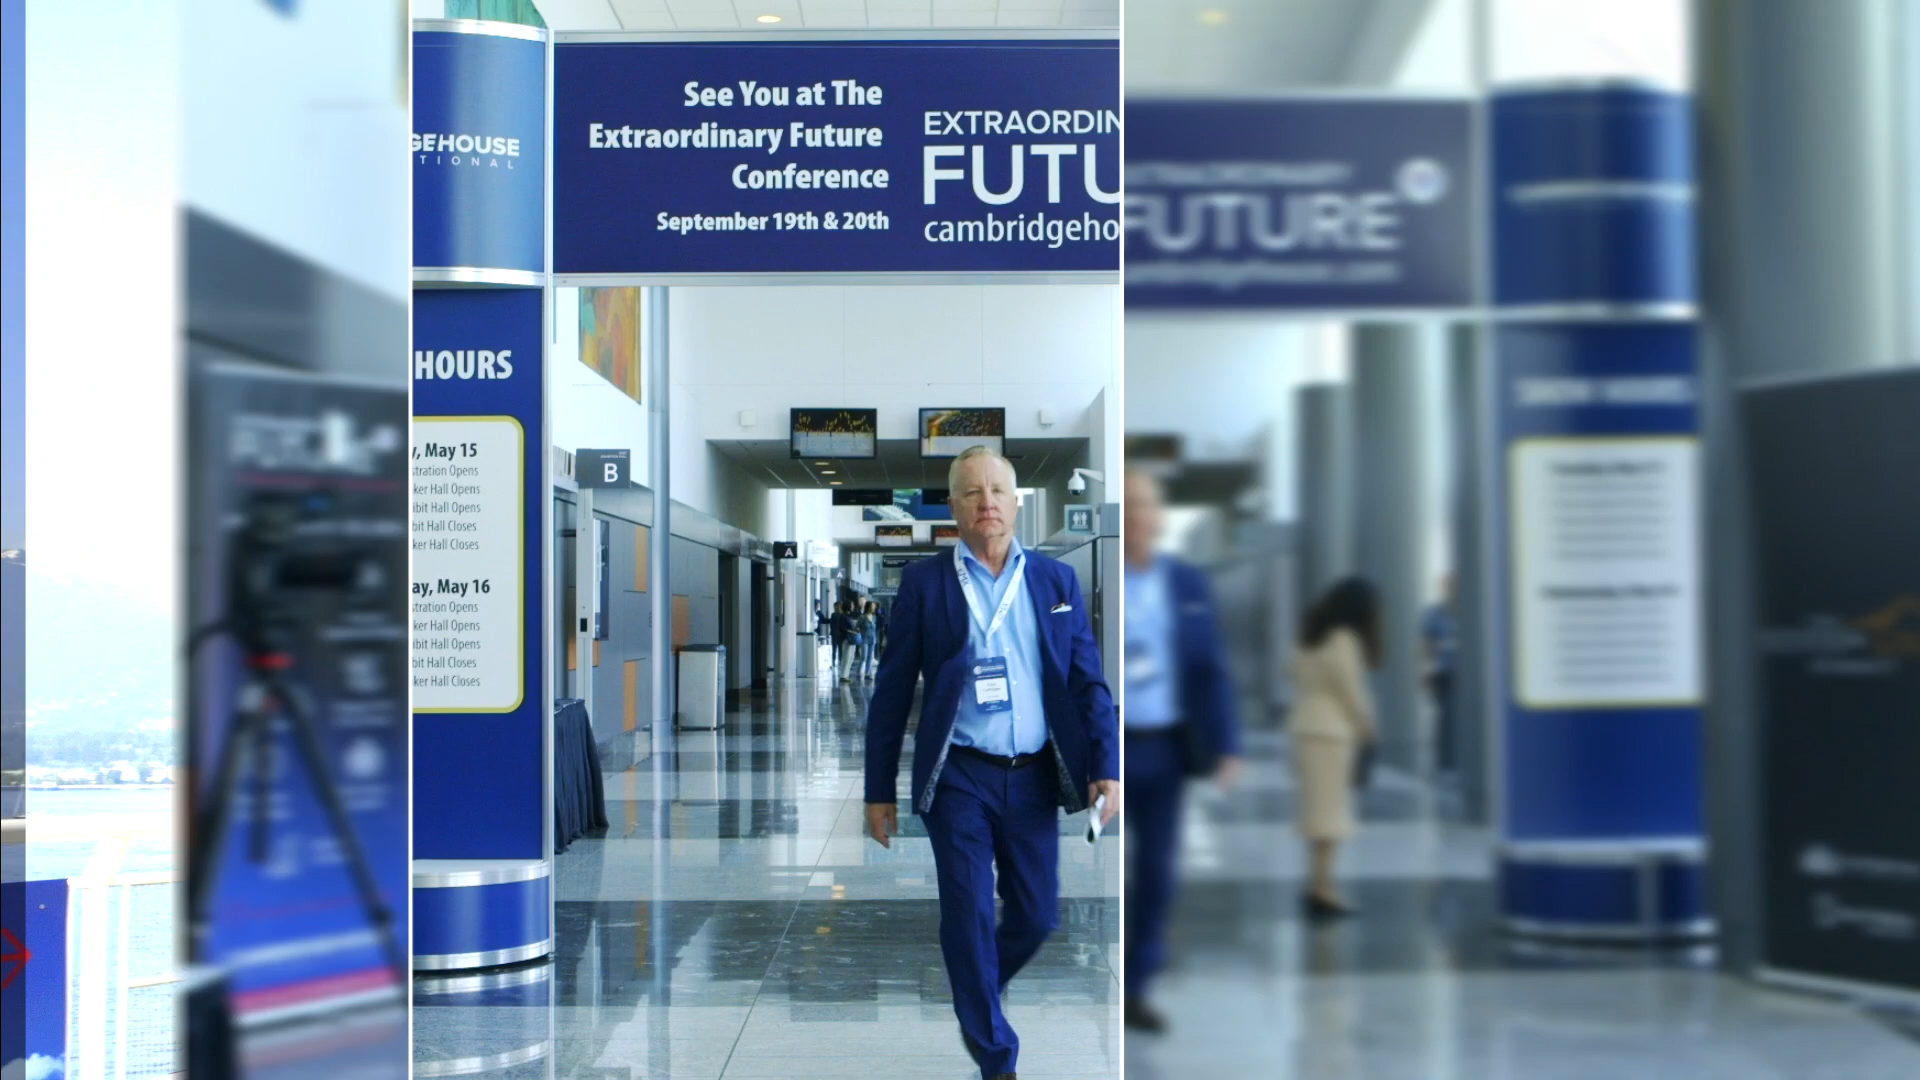 GEHOUSE
TIONAL
See You at The
Extraordinary Future
Conference
September 19th & 20th
EXTRAORDIN
FUTU
cambridgeho
HOURS
y, May 15
stration Opens
ker Hall Opens
ibit Hall Opens
bit Hall Closes
ker Hall Closes
ay, May 16
stration Opens
ker Hall Opens
ibit Hall Opens
bit Hall Closes
ker Hall Closes
B
A
FUTURE